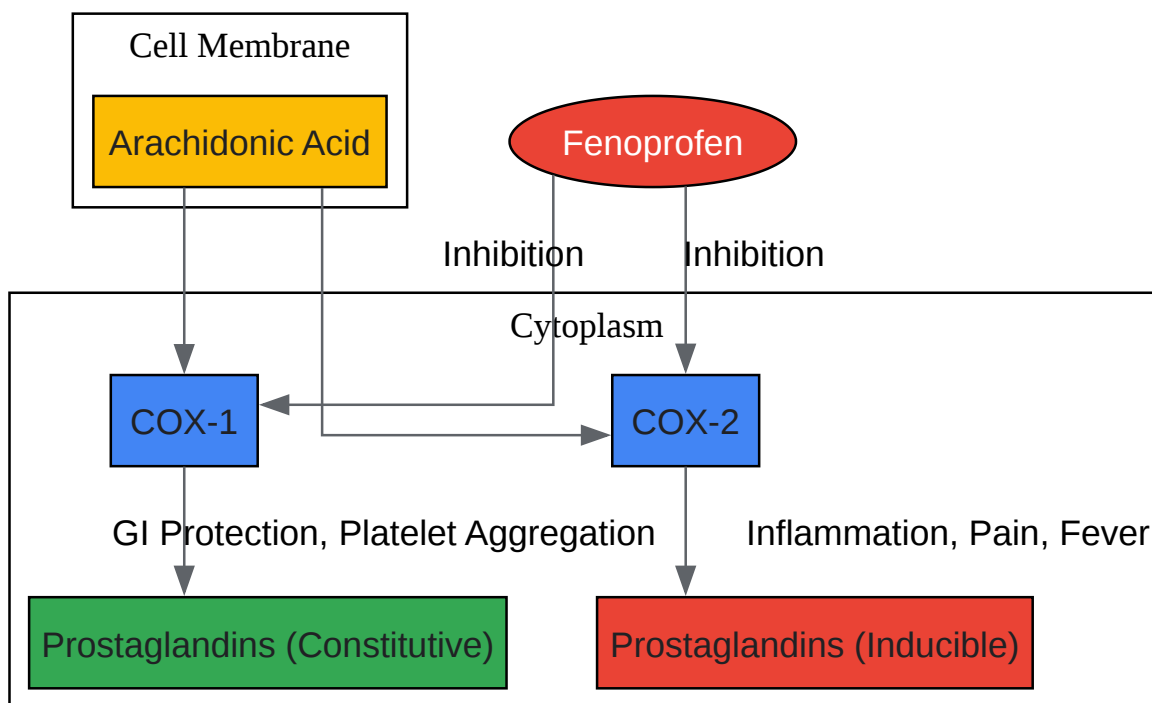 Cell Membrane
Arachidonic Acid
Fenoprofen
Inhibition
Inhibition
Cytoplasm
COX-1
COX-2
GI Protection, Platelet Aggregation
Inflammation, Pain, Fever
Prostaglandins (Constitutive)
Prostaglandins (Inducible)